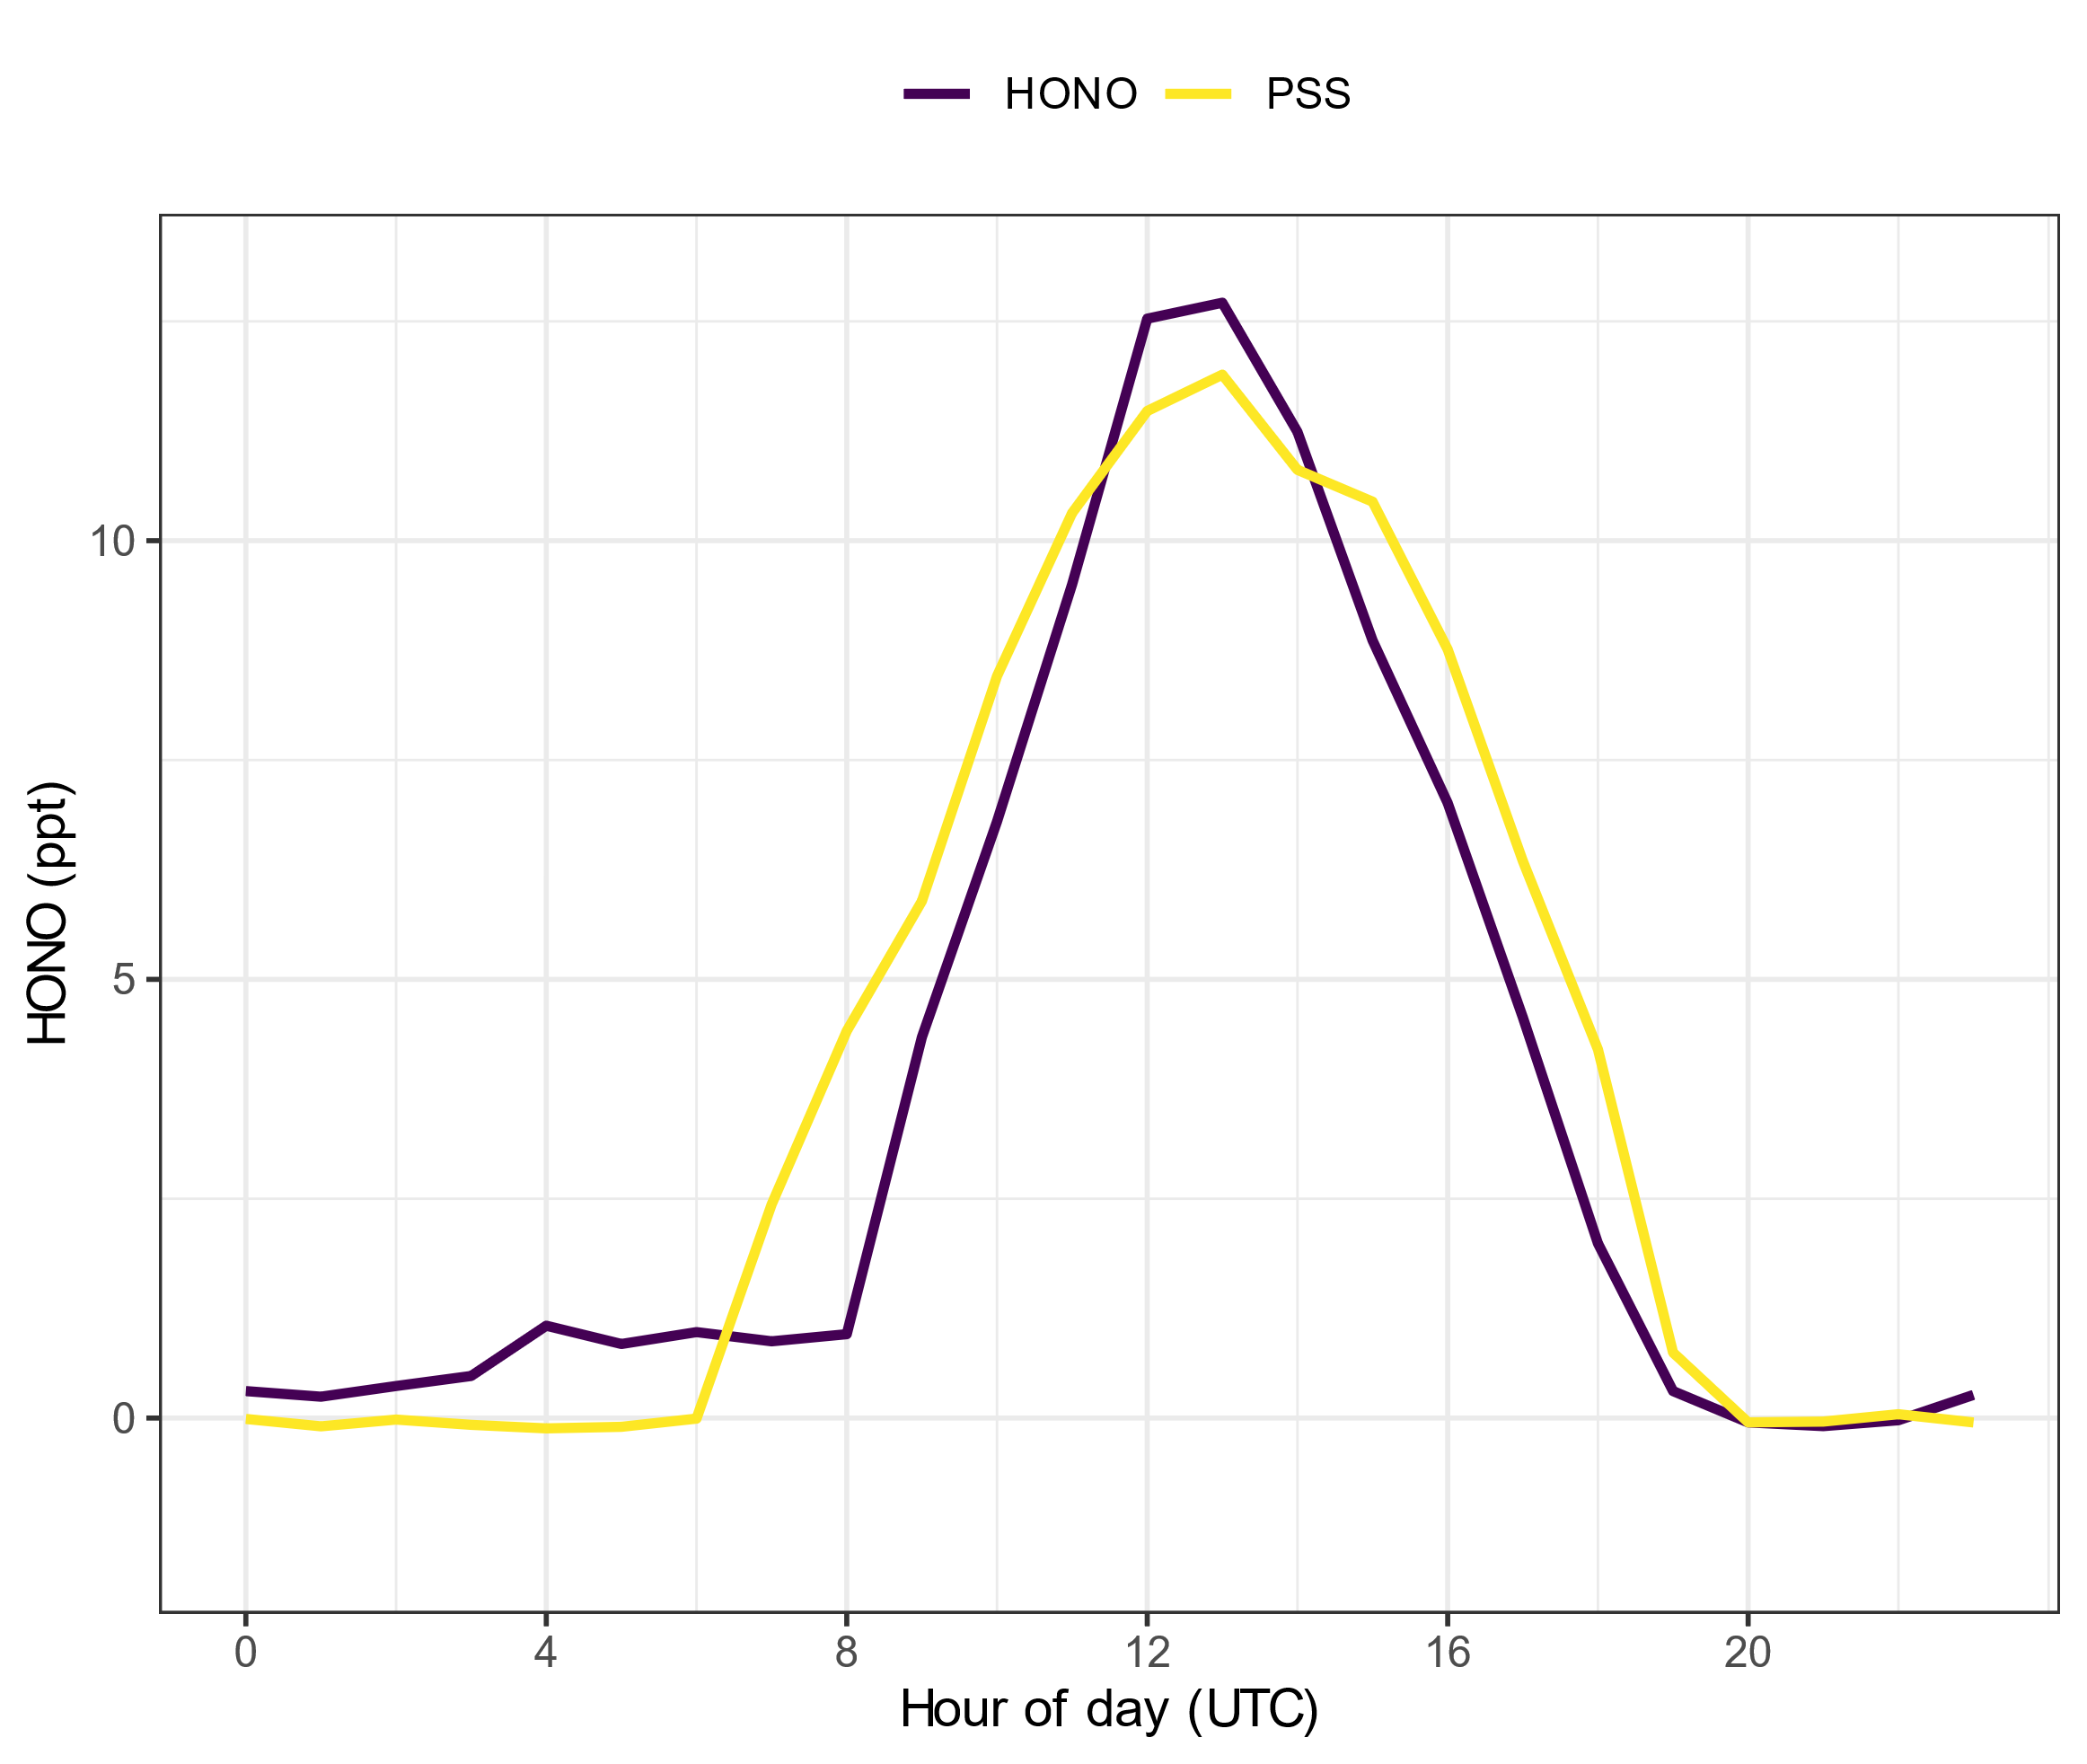 HONO PSS
HONO (ppt)
10
5
0
0 4 8 12 16 20
Hour of day (UTC)